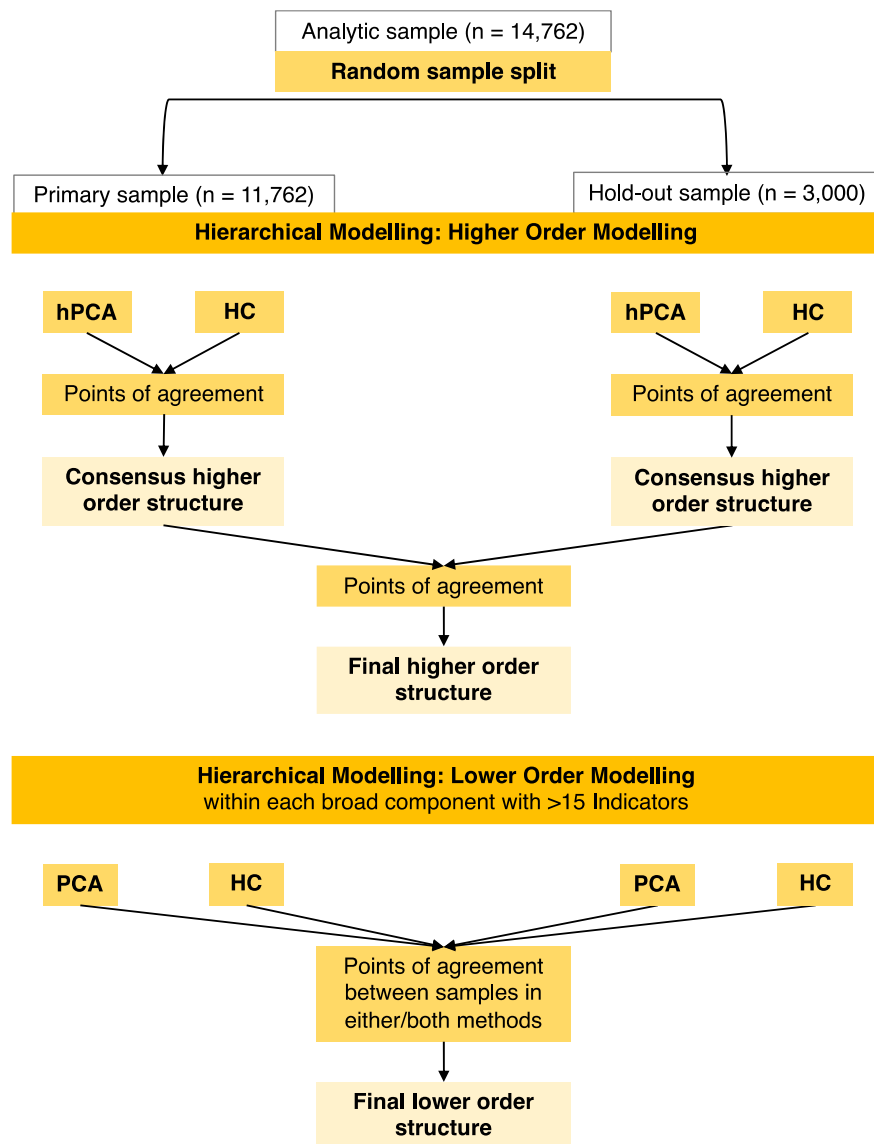 Analytic sample (n = 14,762)
Random sample split
Primary sample (n = 11,762)
Hold-out sample (n = 3,000)
Hierarchical Modelling: Higher Order Modelling
hPCA
HC
hPCA
HC
Points of agreement
Points of agreement
Consensus higher
order structure
Consensus higher
order structure
Points of agreement
Final higher order
structure
Hierarchical Modelling: Lower Order Modelling
within each broad component with >15 Indicators
PCA
HC
PCA
HC
Points of agreement
between samples in
either/both methods
Final lower order
structure